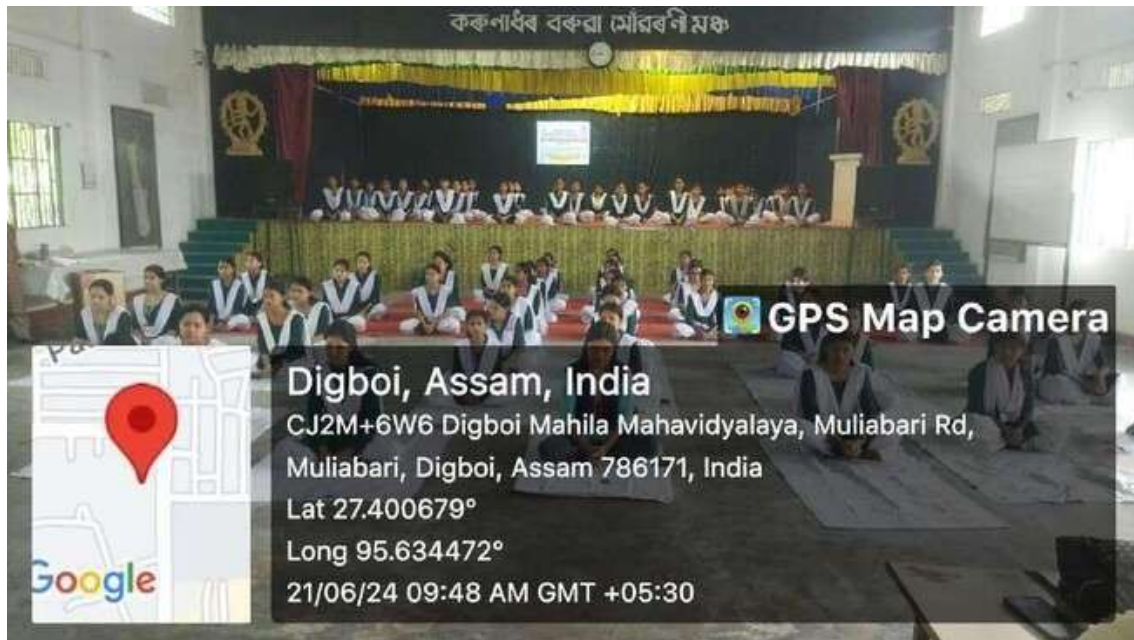 কৰুণাধৰ বৰুৱা সোঁৱৰণী মঞ্চ
GPS Map Camera
Digboi, Assam, India
CJ2M+6W6 Digboi Mahila Mahavidyalaya, Muliabari Rd,
Muliabari, Digboi, Assam 786171, India
Lat 27.400679°
Long 95.634472°
21/06/24 09:48 AM GMT +05:30
Google